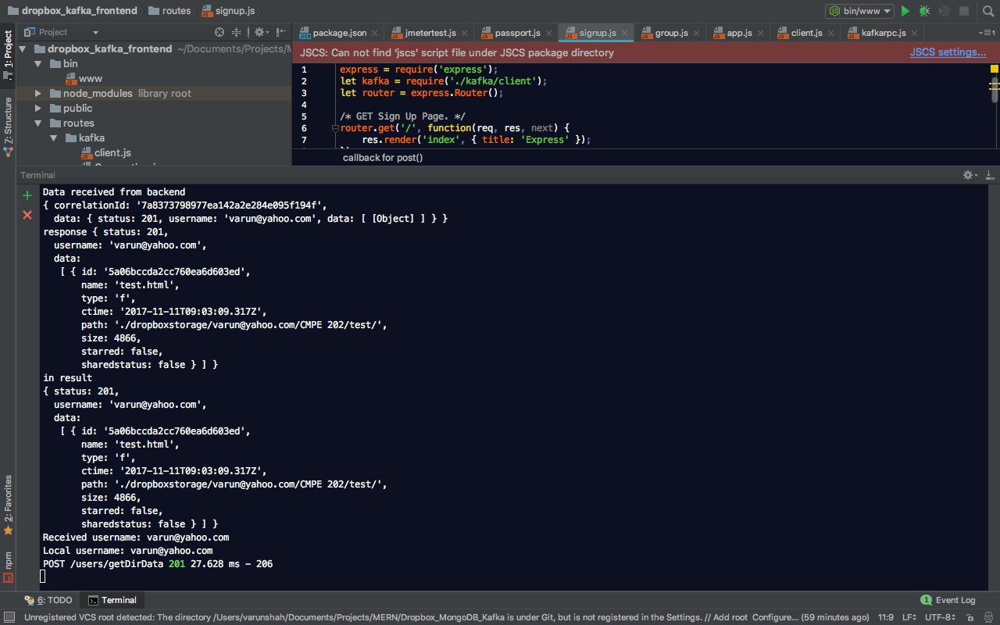 dropbox_kafka_frontend routes signup.js bin/www
1: Project
Project
package.json jmetertest.js passport.js signup.js group.js app.js client.js kafkarpc.js 1
dropbox_kafka_frontend ~/Documents/Projects/M
bin
www
node_modules library root
public
routes
kafka
client.js
JSCS: Can not find 'jscs' script file under JSCS package directory JSCS settings...
1 express = require('express');
2 let kafka = require('./kafka/client');
3 let router = express.Router();
4
5 /* GET Sign Up Page. */
6 router.get('/', function(req, res, next) {
7 res.render('index', { title: 'Express' });
callback for post()
Z: Structure
Terminal
Data received from backend
{ correlationId: '7a8373798977ea142a2e284e095f194f',
data: { status: 201, username: 'varun@yahoo.com', data: [ [Object] ] } }
response { status: 201,
username: 'varun@yahoo.com',
data:
[ { id: '5a06bccda2cc760ea6d603ed',
name: 'test.html',
type: 'f',
ctime: '2017-11-11T09:03:09.317Z',
path: './dropboxstorage/varun@yahoo.com/CMPE 202/test/',
size: 4866,
starred: false,
sharedstatus: false } ] }
in result
{ status: 201,
username: 'varun@yahoo.com',
data:
[ { id: '5a06bccda2cc760ea6d603ed',
name: 'test.html',
type: 'f',
ctime: '2017-11-11T09:03:09.317Z',
path: './dropboxstorage/varun@yahoo.com/CMPE 202/test/',
size: 4866,
starred: false,
sharedstatus: false } ] }
Received username: varun@yahoo.com
Local username: varun@yahoo.com
POST /users/getDirData 201 27.628 ms - 206
2: Favorites
npm
6: TODO Terminal 1 Event Log
Unregistered VCS root detected: The directory /Users/varunshah/Documents/Projects/MERN/Dropbox_MongoDB_Kafka is under Git, but is not registered in the Settings. // Add root Configure... (59 minutes ago) 11:9 LF UTF-8